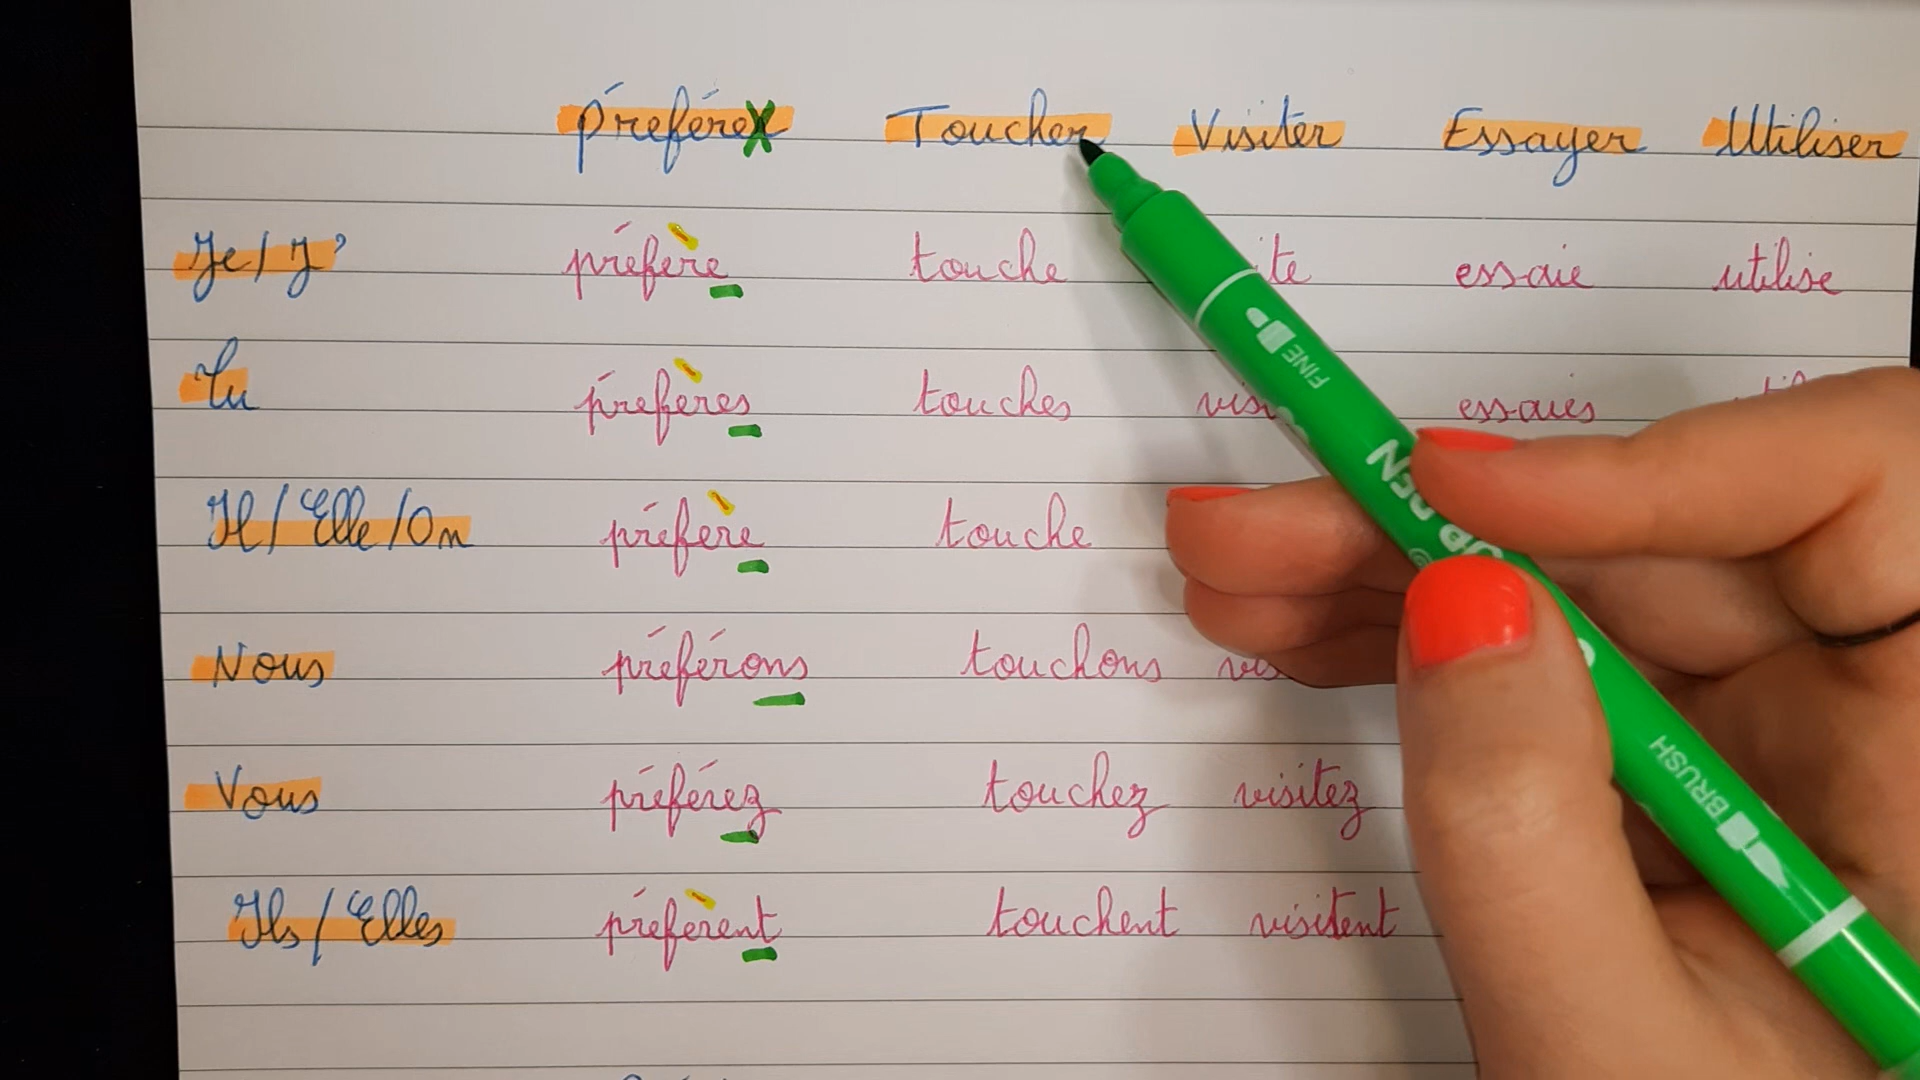 préférer Toucher Visiter Essayer Utiliser
Je/J' préfère touche essaie utilise
Tu préfères touches essaies
Il/Elle/On préfère touche
Nous préférons touchons
Vous préférez touchez visitez
Ils/Elles préfèrent touchent visitent
FINE
BRUSH